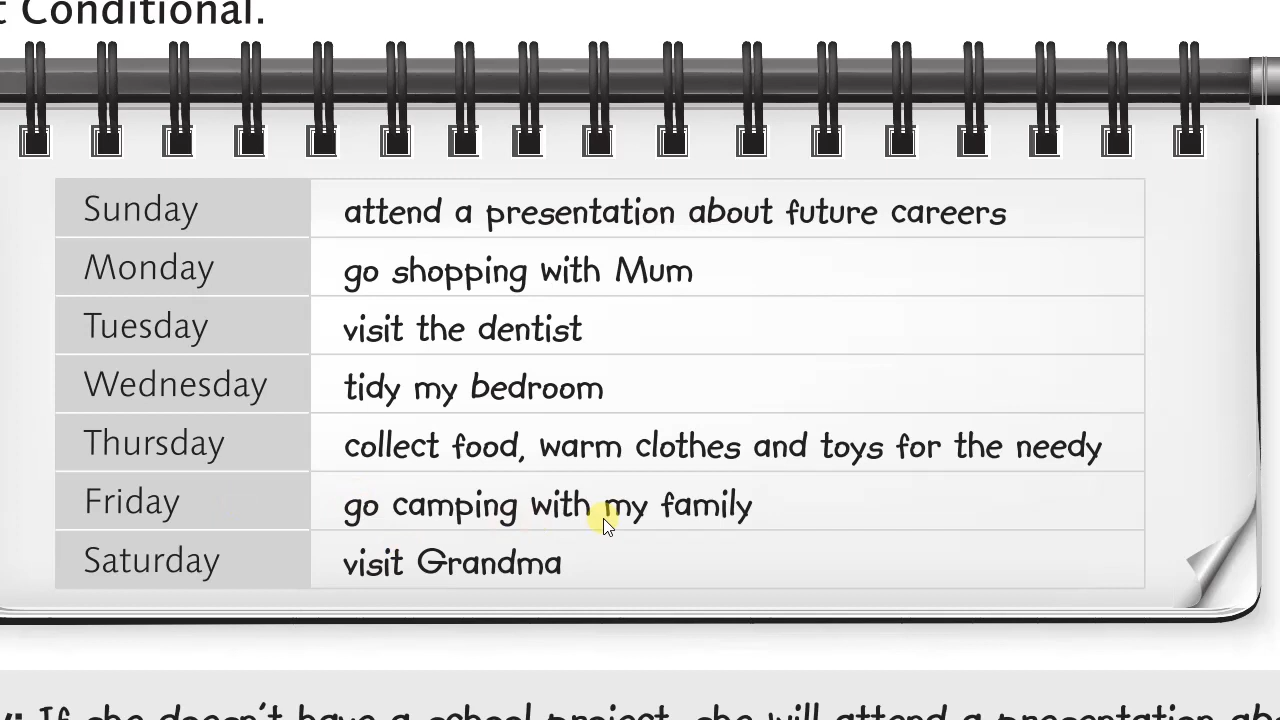 t Conditional.
Sunday attend a presentation about future careers
Monday go shopping with Mum
Tuesday visit the dentist
Wednesday tidy my bedroom
Thursday collect food, warm clothes and toys for the needy
Friday go camping with my family
Saturday visit Grandma
y: If she doesn't have a school project, she will attend a presentation ab